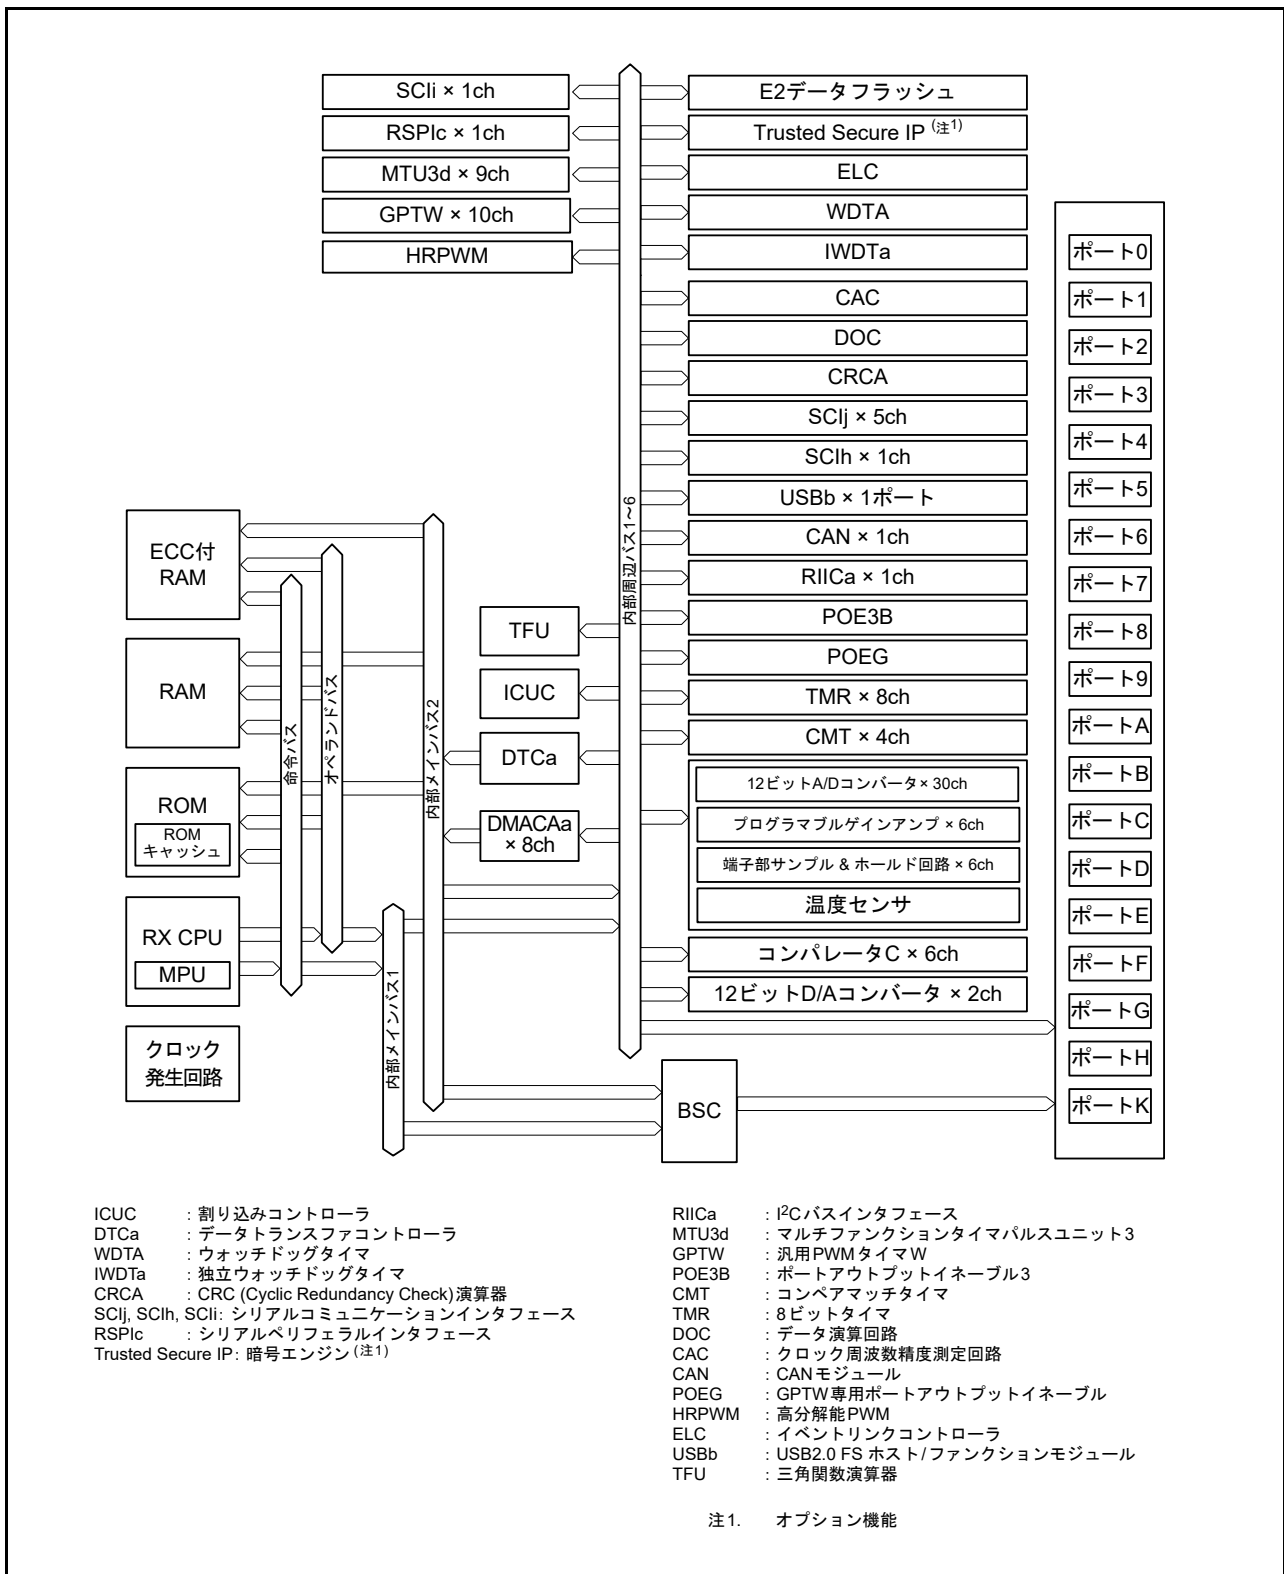 SCIi × 1ch
RSPIc × 1ch
MTU3d × 9ch
GPTW × 10ch
HRPWM
E2データフラッシュ
Trusted Secure IP (注1)
ELC
WDTA
IWDTa
CAC
DOC
CRCA
SCIj × 5ch
SCIh × 1ch
USBb × 1ポート
CAN × 1ch
RIICa × 1ch
POE3B
POEG
TMR × 8ch
CMT × 4ch
12ビットA/Dコンバータ× 30ch
プログラマブルゲインアンプ × 6ch
端子部サンプル & ホールド回路 × 6ch
温度センサ
コンパレータC × 6ch
12ビットD/Aコンバータ × 2ch
内部周辺バス1～6
ポート0
ポート1
ポート2
ポート3
ポート4
ポート5
ポート6
ポート7
ポート8
ポート9
ポートA
ポートB
ポートC
ポートD
ポートE
ポートF
ポートG
ポートH
ポートK
ECC付
RAM
RAM
ROM
ROM
キャッシュ
RX CPU
MPU
クロック
発生回路
命令バス
オペランドバス
内部メインバス1
内部メインバス2
TFU
ICUC
DTCa
DMACAa
× 8ch
BSC
ICUC : 割り込みコントローラ
DTCa : データトランスファコントローラ
WDTA : ウォッチドッグタイマ
IWDTa : 独立ウォッチドッグタイマ
CRCA : CRC (Cyclic Redundancy Check)演算器
SCIj, SCIh, SCIi: シリアルコミュニケーションインタフェース
RSPIc : シリアルペリフェラルインタフェース
Trusted Secure IP: 暗号エンジン(注1)
RIICa : I2Cバスインタフェース
MTU3d : マルチファンクションタイマパルスユニット3
GPTW : 汎用PWMタイマW
POE3B : ポートアウトプットイネーブル3
CMT : コンペアマッチタイマ
TMR : 8ビットタイマ
DOC : データ演算回路
CAC : クロック周波数精度測定回路
CAN : CANモジュール
POEG : GPTW専用ポートアウトプットイネーブル
HRPWM : 高分解能PWM
ELC : イベントリンクコントローラ
USBb : USB2.0 FS ホスト/ファンクションモジュール
TFU : 三角関数演算器
注1. オプション機能